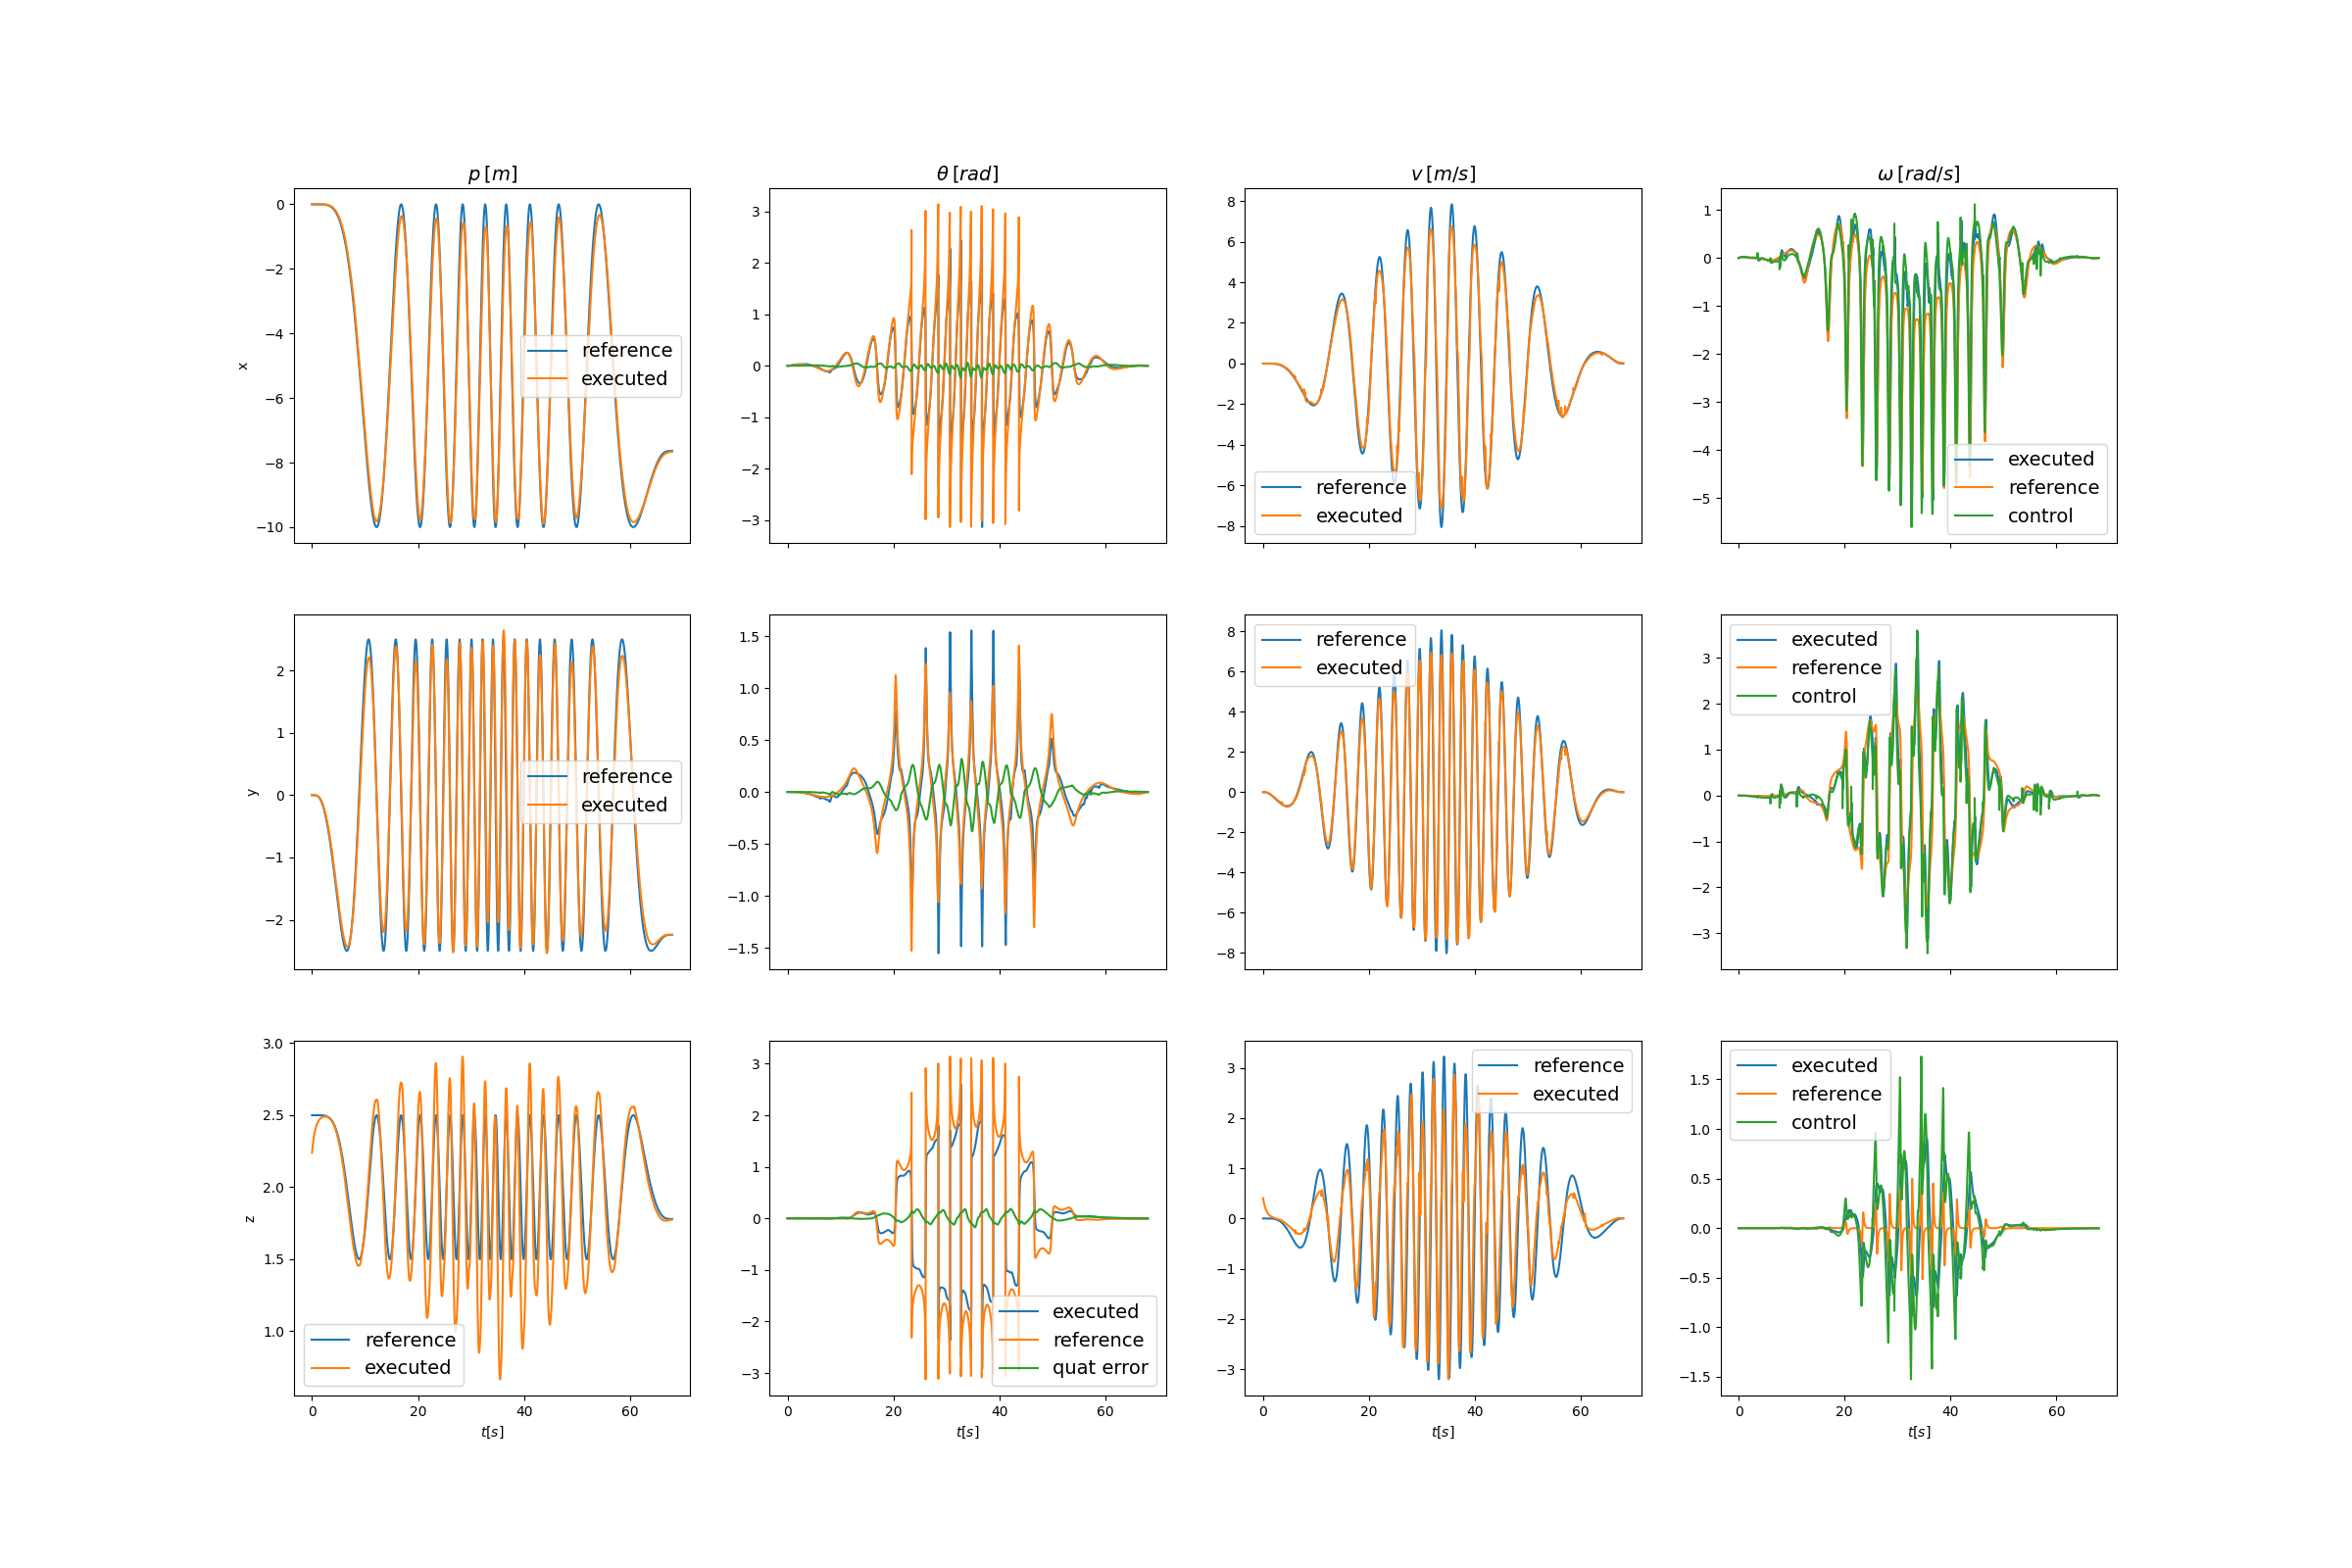 p [m]
θ [rad]
v [m/s]
ω [rad/s]
x
0
−2
−4
−6
−8
−10
reference
executed
3
2
1
0
−1
−2
−3
8
6
4
2
0
−2
−4
−6
−8
reference
executed
1
0
−1
−2
−3
−4
−5
executed
reference
control
y
2
1
0
−1
−2
reference
executed
1.5
1.0
0.5
0.0
−0.5
−1.0
−1.5
8
6
4
2
0
−2
−4
−6
−8
reference
executed
3
2
1
0
−1
−2
−3
executed
reference
control
z
3.0
2.5
2.0
1.5
1.0
reference
executed
0 20 40 60
t[s]
3
2
1
0
−1
−2
−3
executed
reference
quat error
0 20 40 60
t[s]
3
2
1
0
−1
−2
−3
reference
executed
0 20 40 60
t[s]
1.5
1.0
0.5
0.0
−0.5
−1.0
−1.5
executed
reference
control
0 20 40 60
t[s]